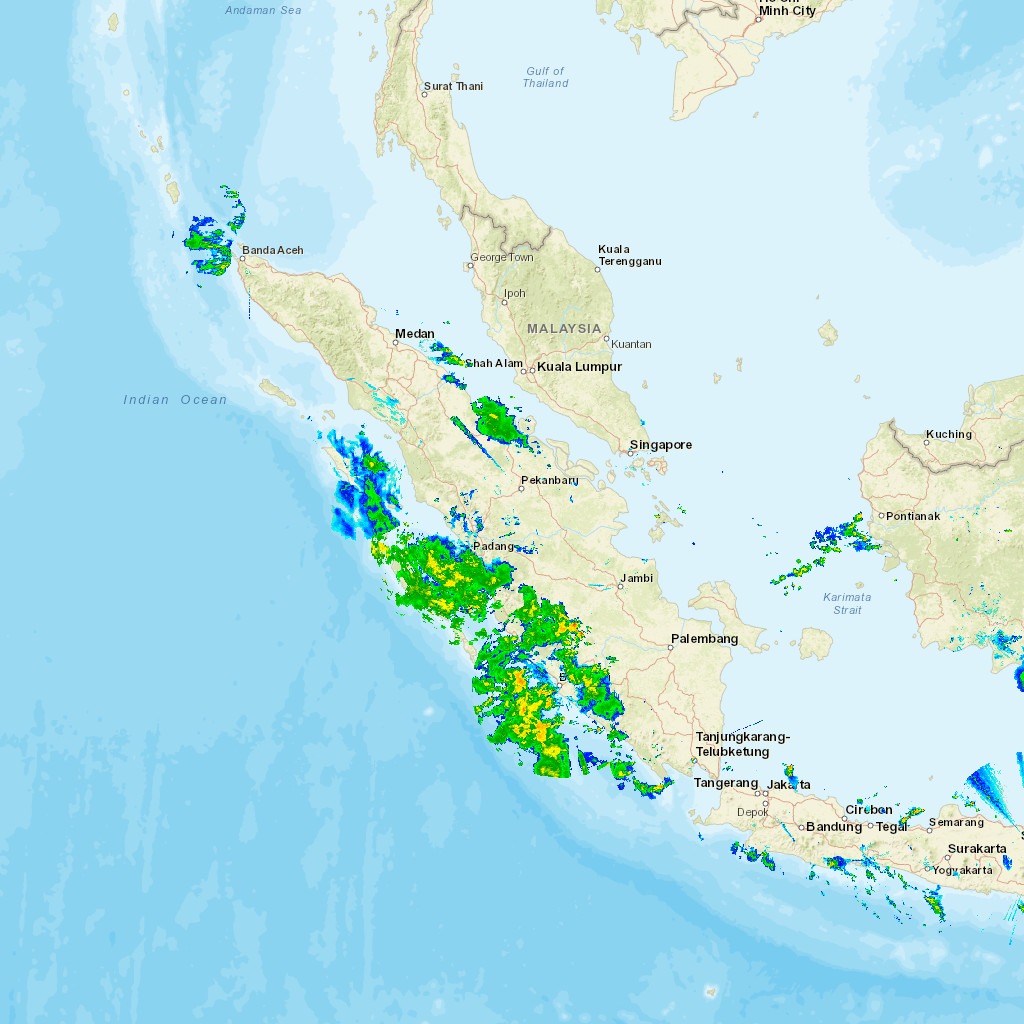 Andaman Sea
Minh City
Gulf of
Thailand
Surat Thani
Banda Aceh
George Town
Kuala
Terengganu
Ipoh
MALAYSIA
Medan
Kuantan
Shah Alam
Kuala Lumpur
Indian Ocean
Kuching
Singapore
Pekanbaru
Pontianak
Padang
Jambi
Karimata
Strait
Palembang
Tanjungkarang-
Telubketung
Tangerang
Jakarta
Depok
Cirebon
Bandung
Tegal
Semarang
Surakarta
Yogyakarta